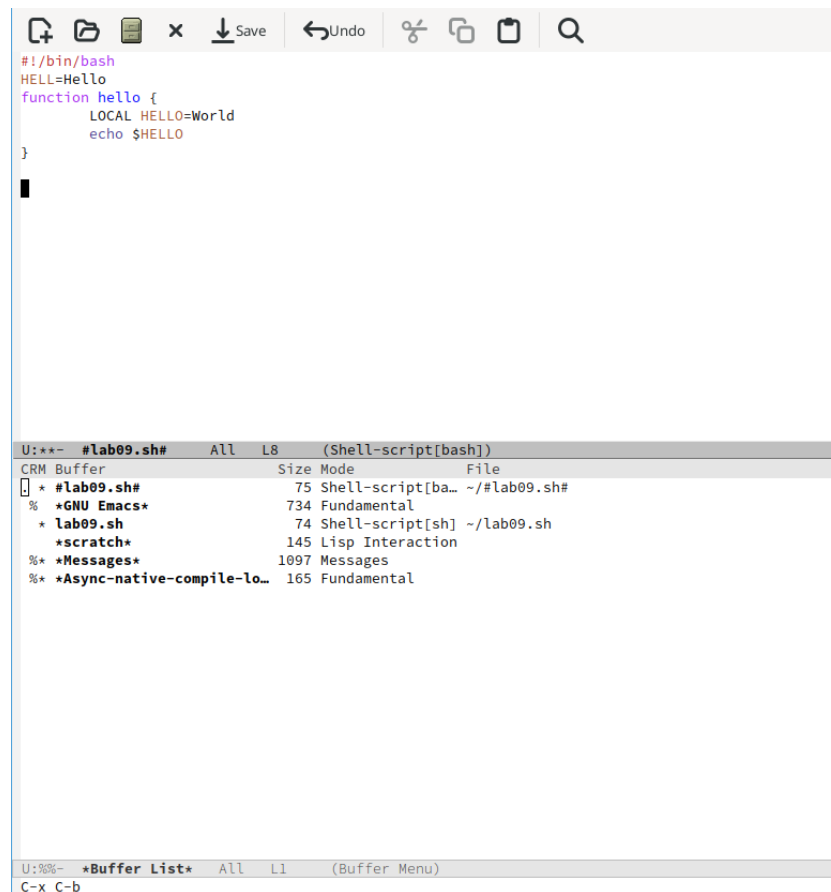 Save Undo
#!/bin/bash
HELL=Hello
function hello {
        LOCAL HELLO=World
        echo $HELLO
}
U:**-  #lab09.sh#     All   L8     (Shell-script[bash])
CRM Buffer                    Size Mode             File
. * #lab09.sh#                  75 Shell-script[ba… ~/#lab09.sh#
 %  *GNU Emacs*                734 Fundamental
  * lab09.sh                    74 Shell-script[sh] ~/lab09.sh
    *scratch*                  145 Lisp Interaction
 %* *Messages*                1097 Messages
 %* *Async-native-compile-lo…  165 Fundamental
U:%%-  *Buffer List*   All   L1     (Buffer Menu)
C-x C-b